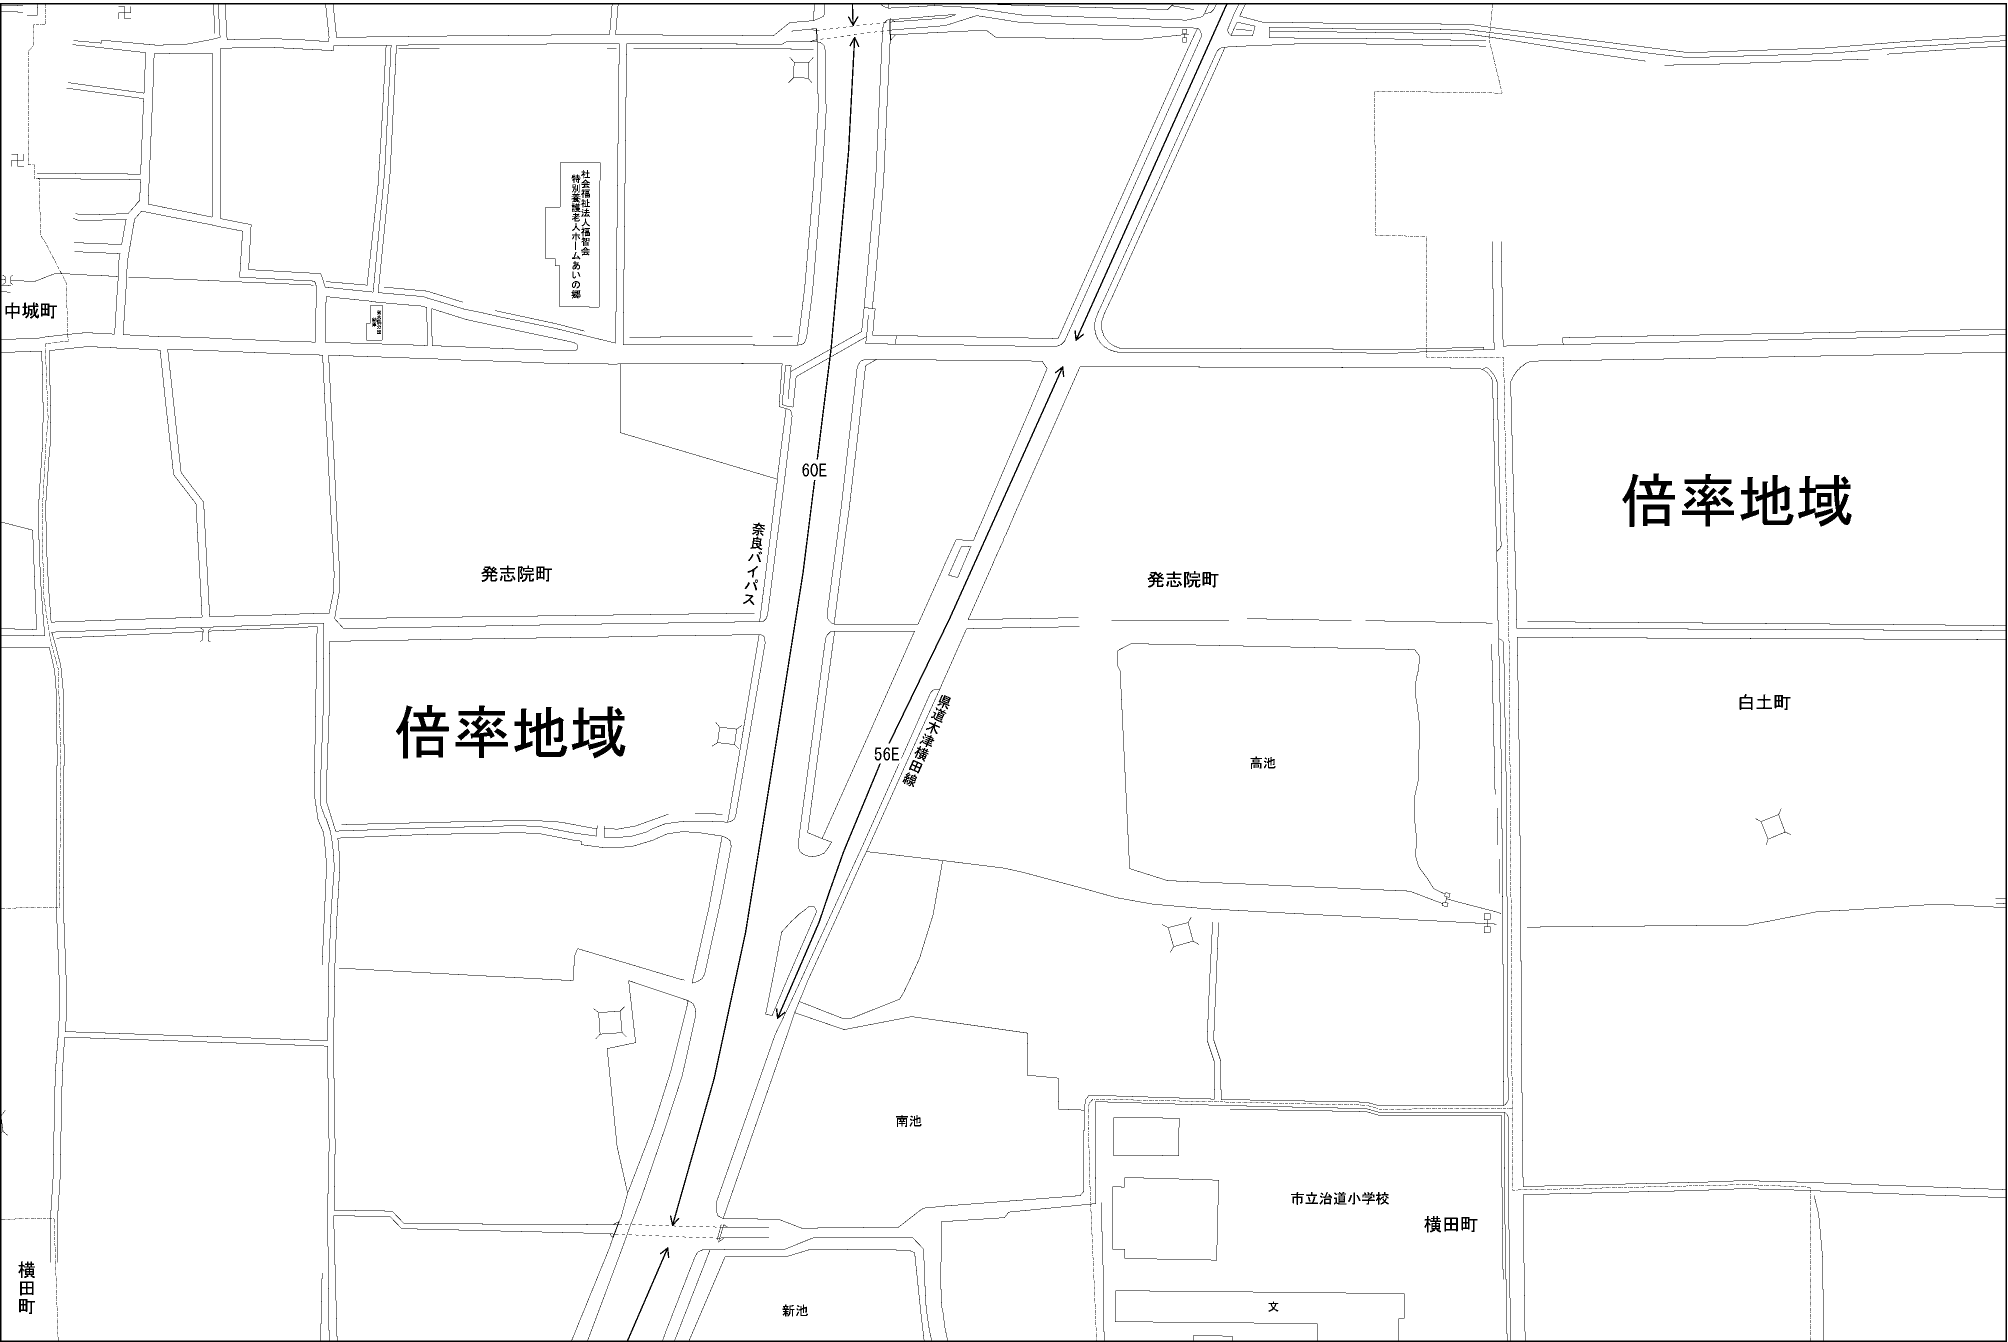 社会福祉法人福智会
特別養護老人ホームあいの郷
中城町
60E
倍率地域
奈良バイパス
発志院町
発志院町
県道木津横田線
白土町
倍率地域
56E
高池
南池
市立治道小学校
横田町
横田町
新池
文